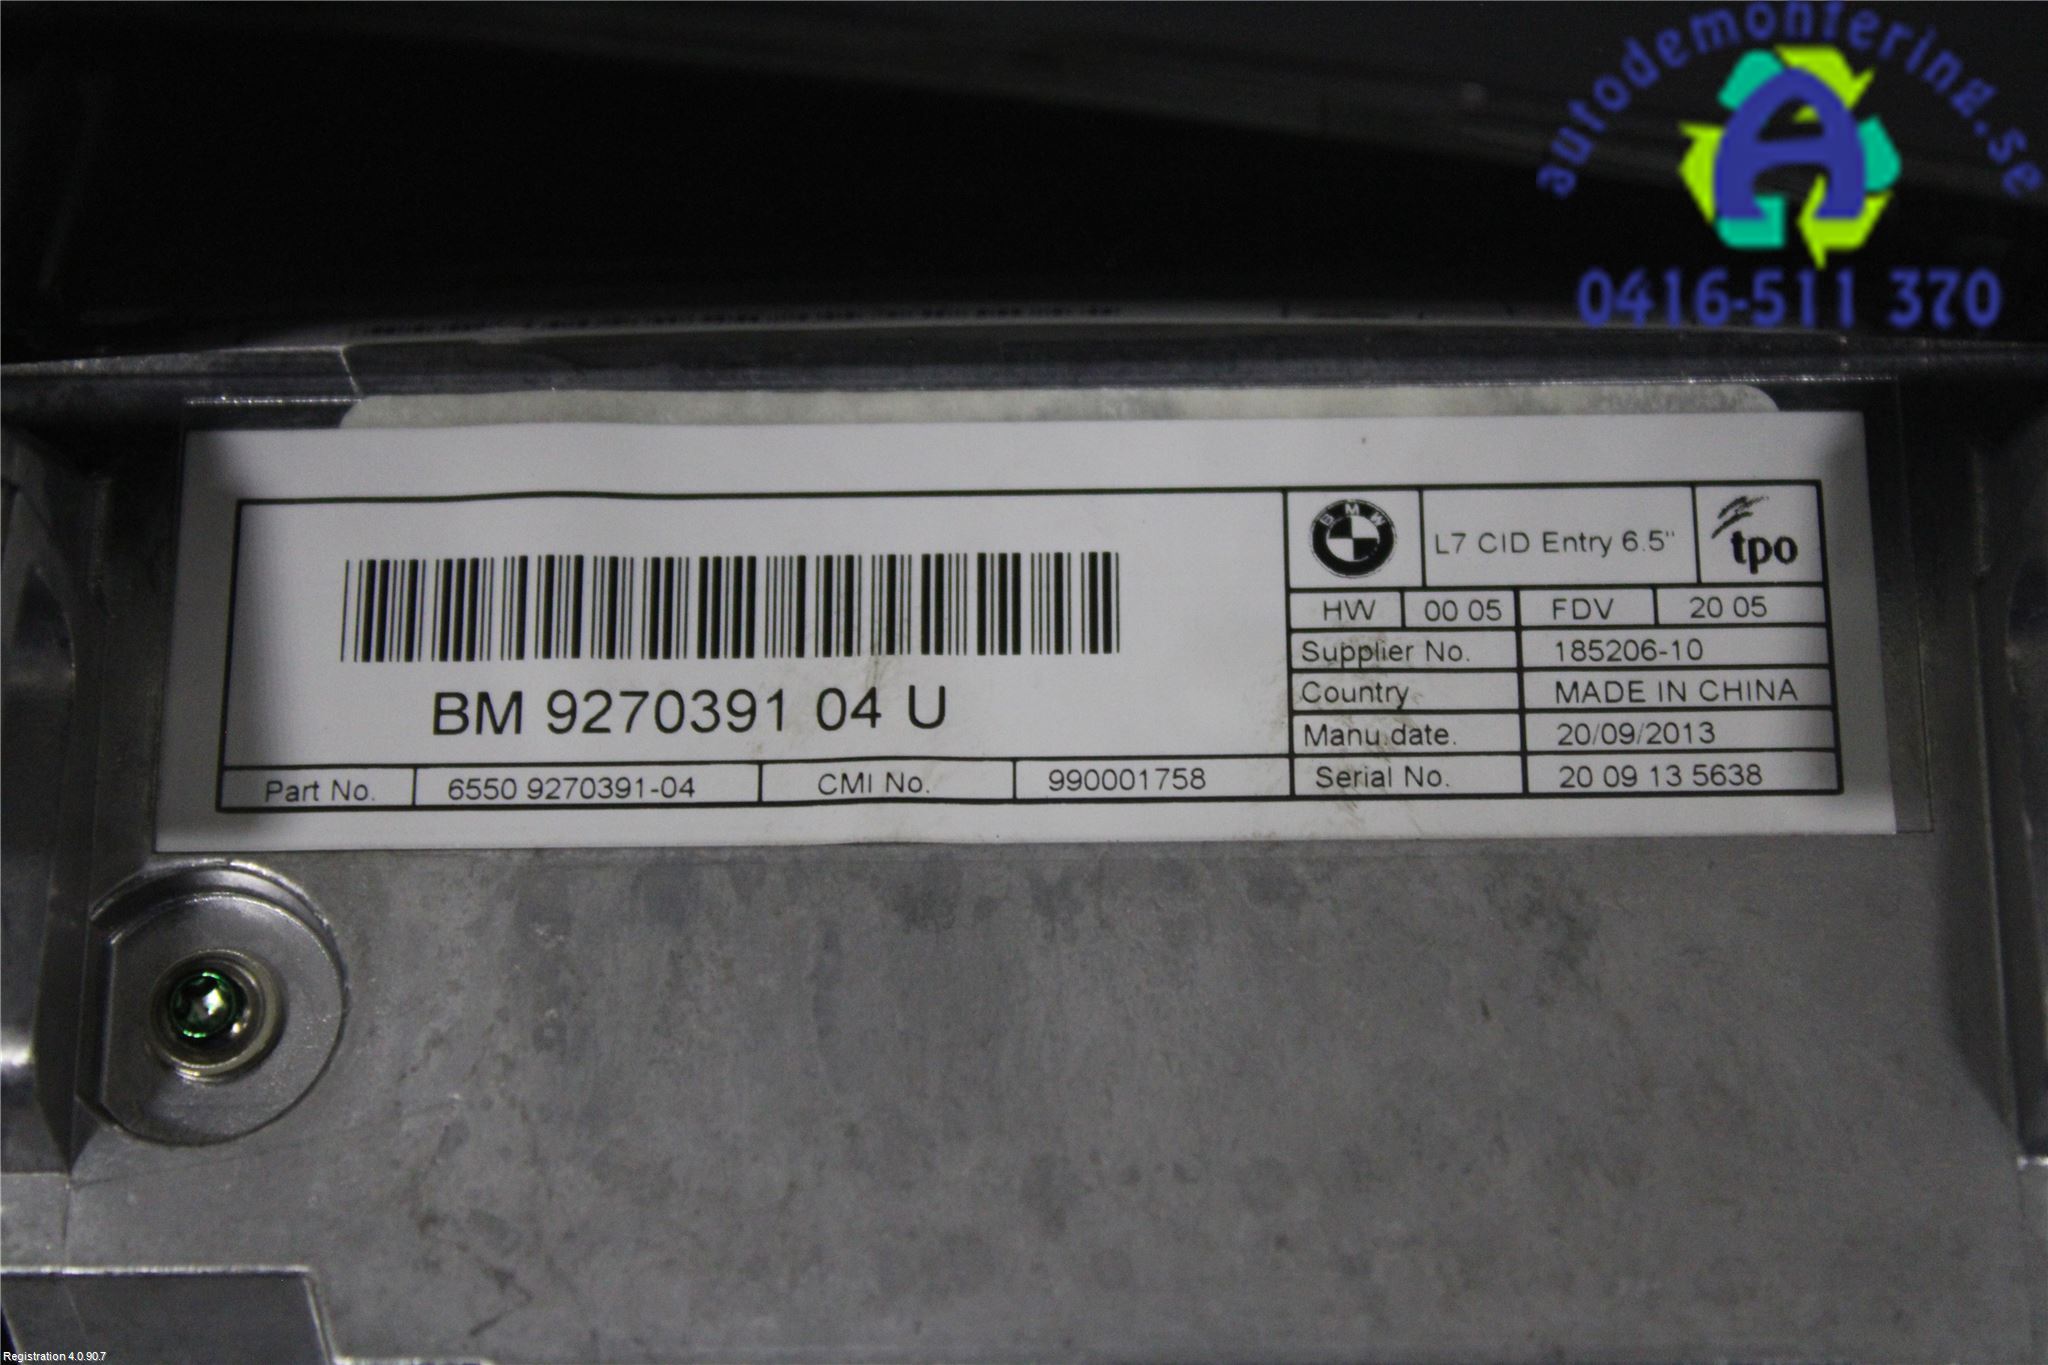 autodemontering.se
A
0416-511 370
BMW
L7 CID Entry 6.5"
tpo
HW 00 05 FDV 20 05
Supplier No. 185206-10
Country MADE IN CHINA
Manu.date. 20/09/2013
Serial No. 20 09 13 5638
BM 9270391 04 U
Part No. 6550 9270391-04 CMI No. 990001758
Registration 4.0.90.7